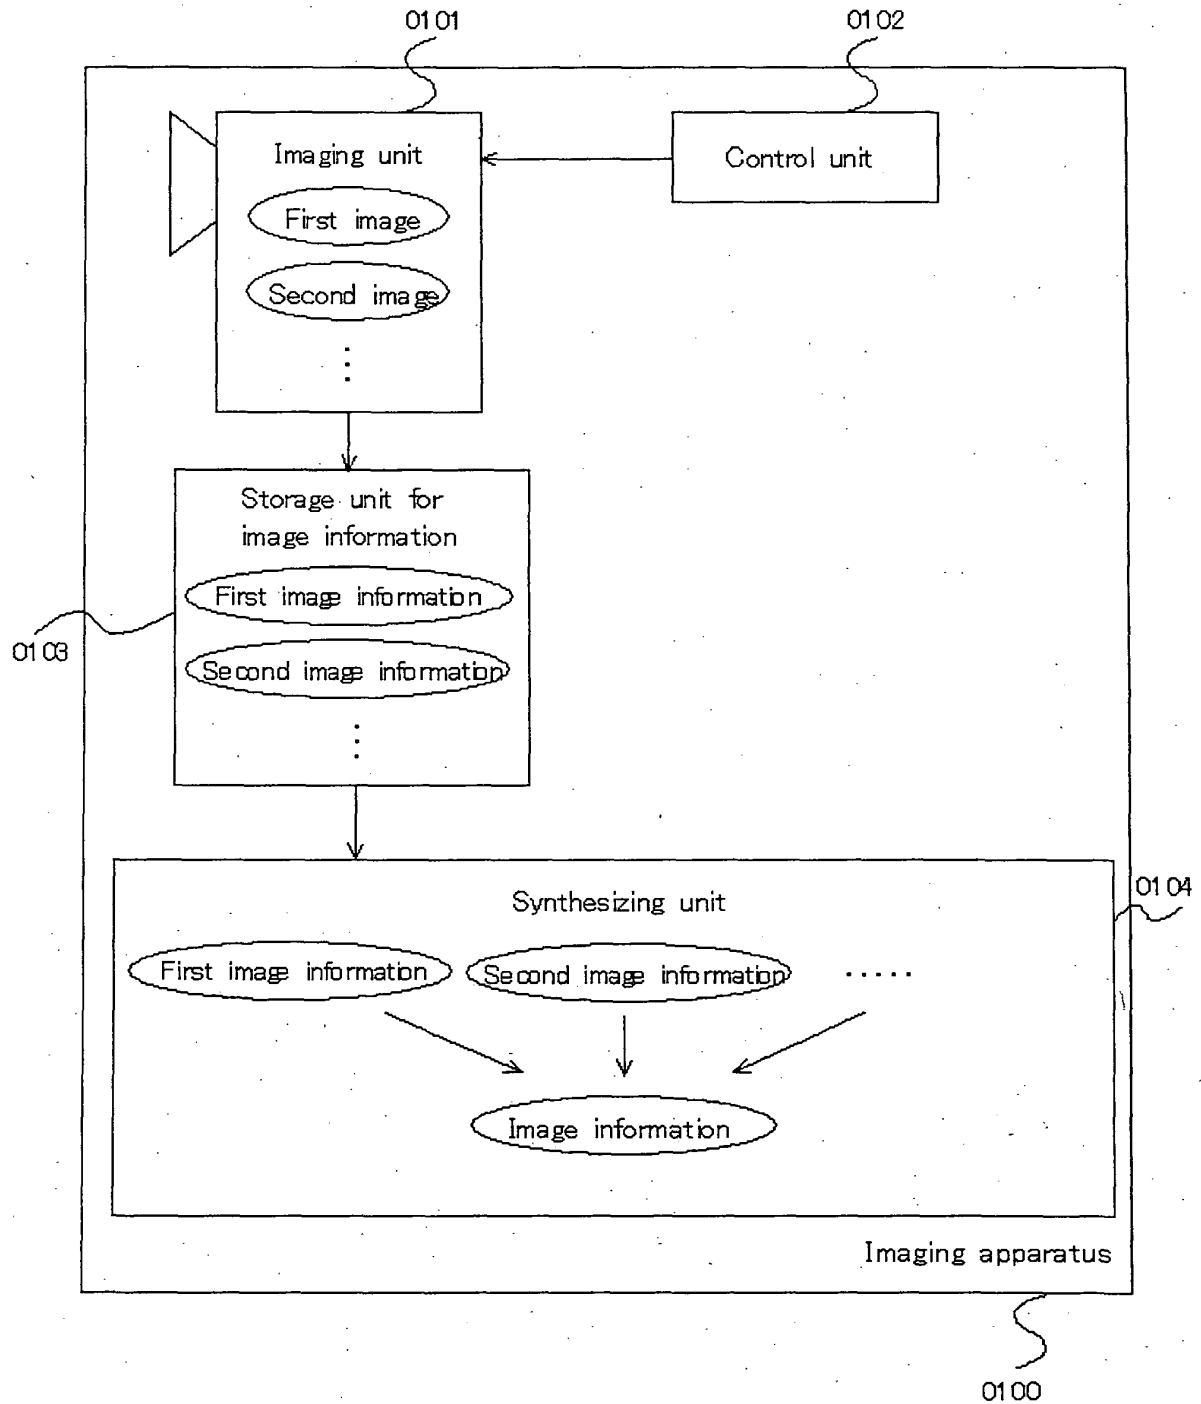 0101
0102
Imaging unit
Control unit
First image
Second image
Storage unit for
image information
First image information
0103
Second image information
0104
Synthesizing unit
First image information
Second image information
.....
Image information
Imaging apparatus
0100